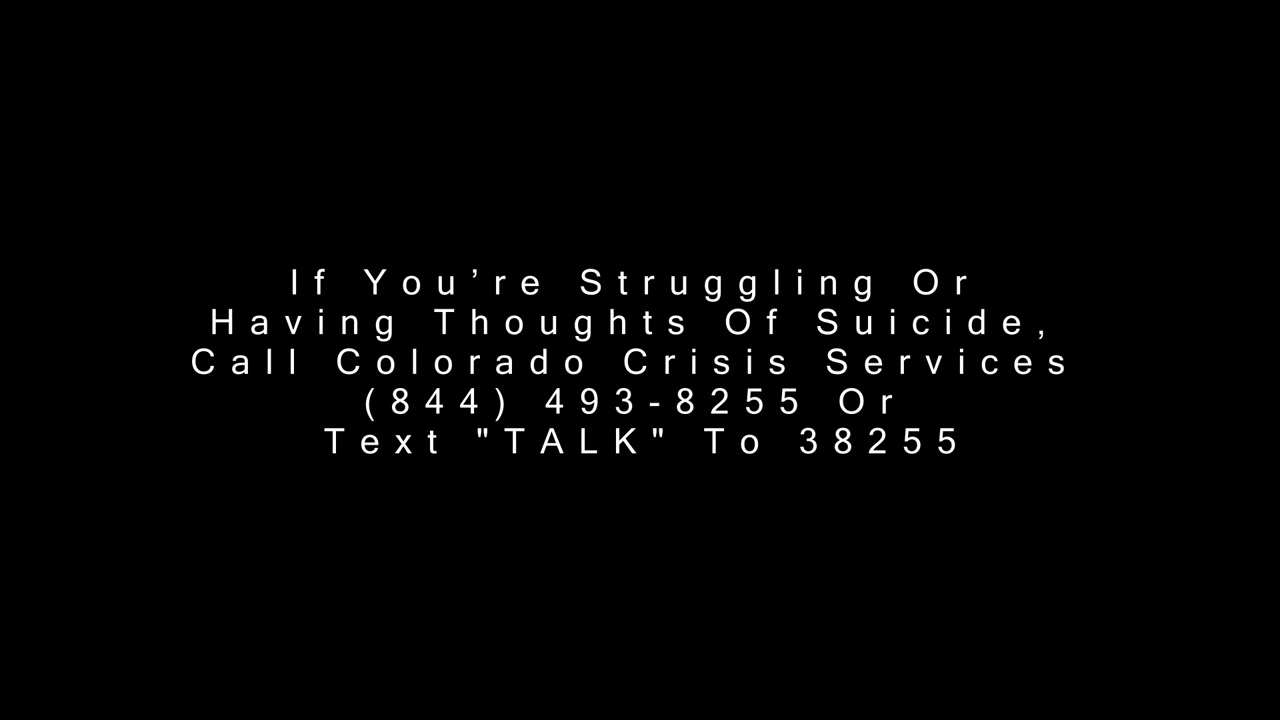 If You’re Struggling Or
Having Thoughts Of Suicide,
Call Colorado Crisis Services
(844) 493-8255 Or
Text "TALK" To 38255